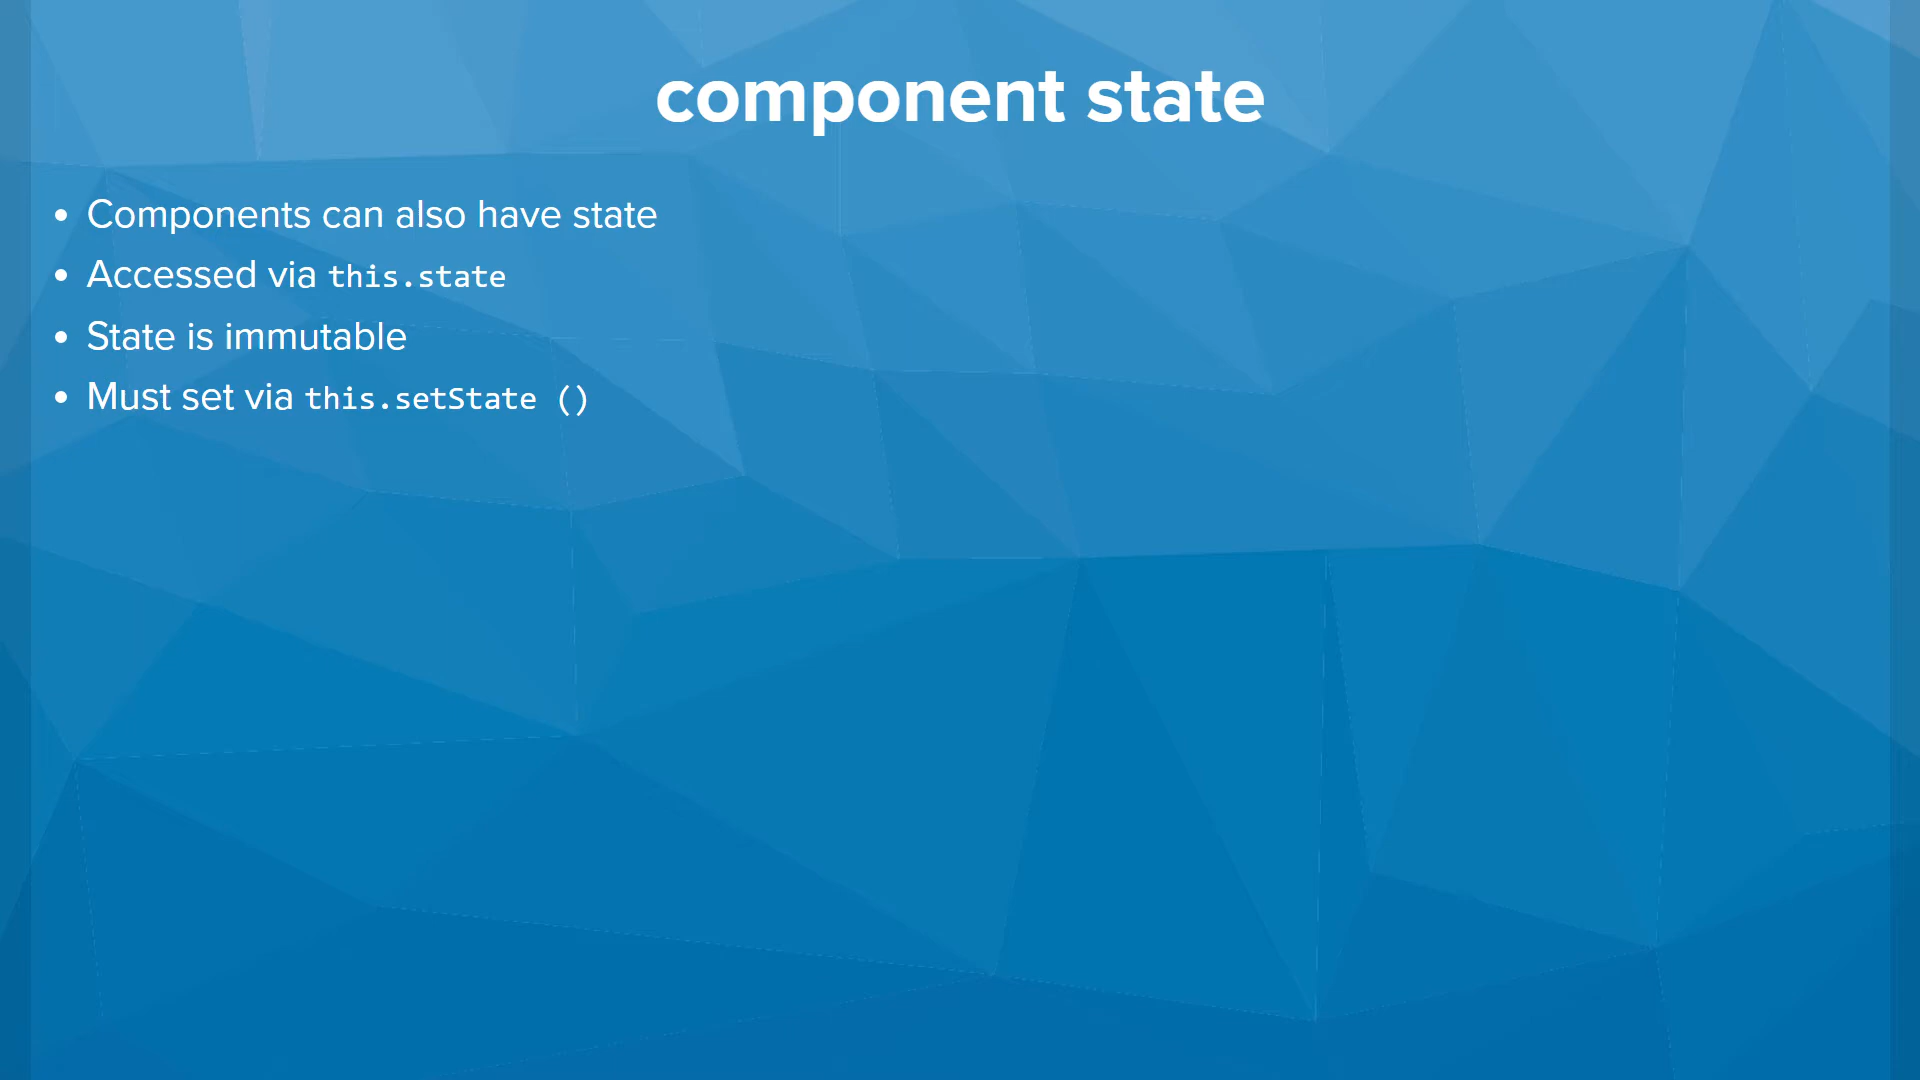 component state
• Components can also have state
• Accessed via this.state
• State is immutable
• Must set via this.setState ()